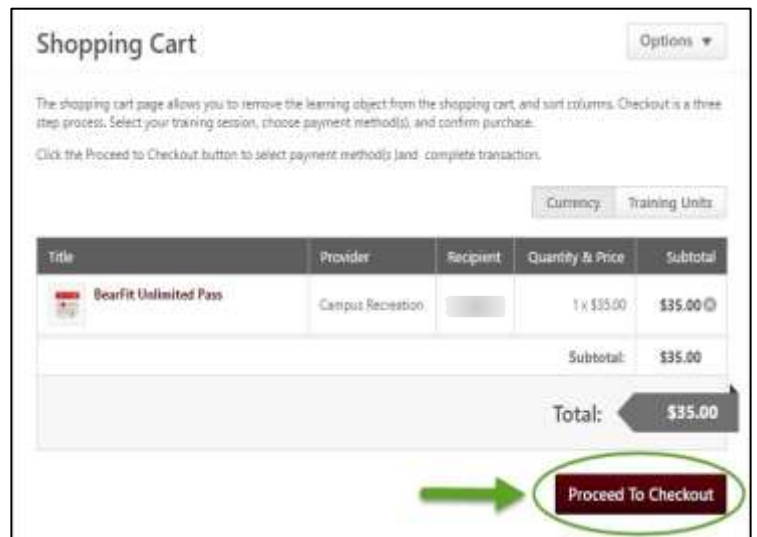 Shopping Cart
Options
The shopping cart page allows you to remove the learning object from the shopping cart, and sort columns. Checkout is a three
step process. Select your training session, choose payment method(s), and confirm purchase.
Click the Proceed to Checkout button to select payment method(s )and complete transaction.
Currency Training Units
Title Provider Recipient Quantity & Price Subtotal
BearFit Unlimited Pass Campus Recreation 1 x $35.00 $35.00
Subtotal: $35.00
Total: $35.00
Proceed To Checkout